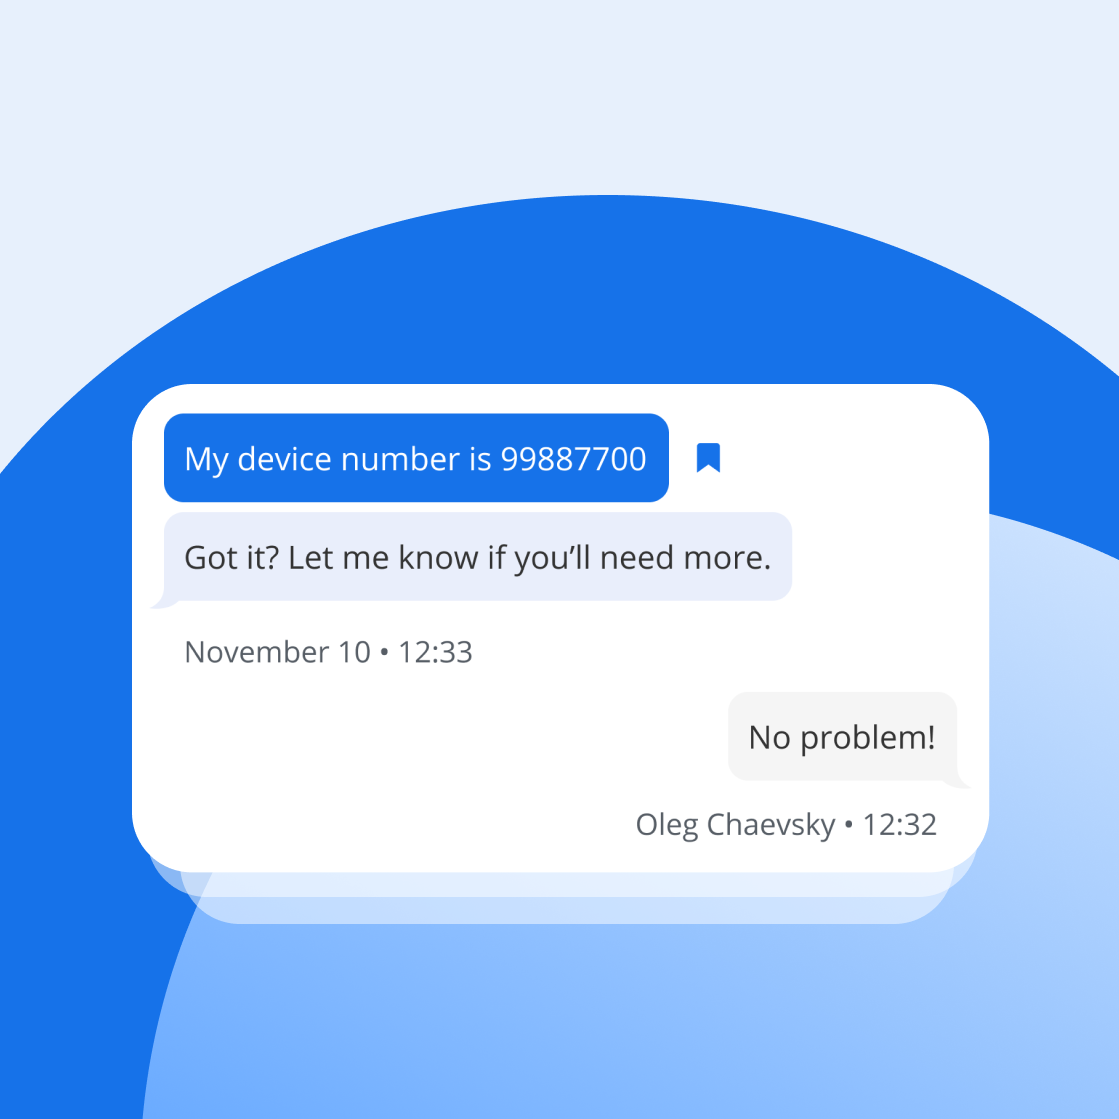 My device number is 99887700
Got it? Let me know if you’ll need more.
November 10 • 12:33
No problem!
Oleg Chaevsky • 12:32